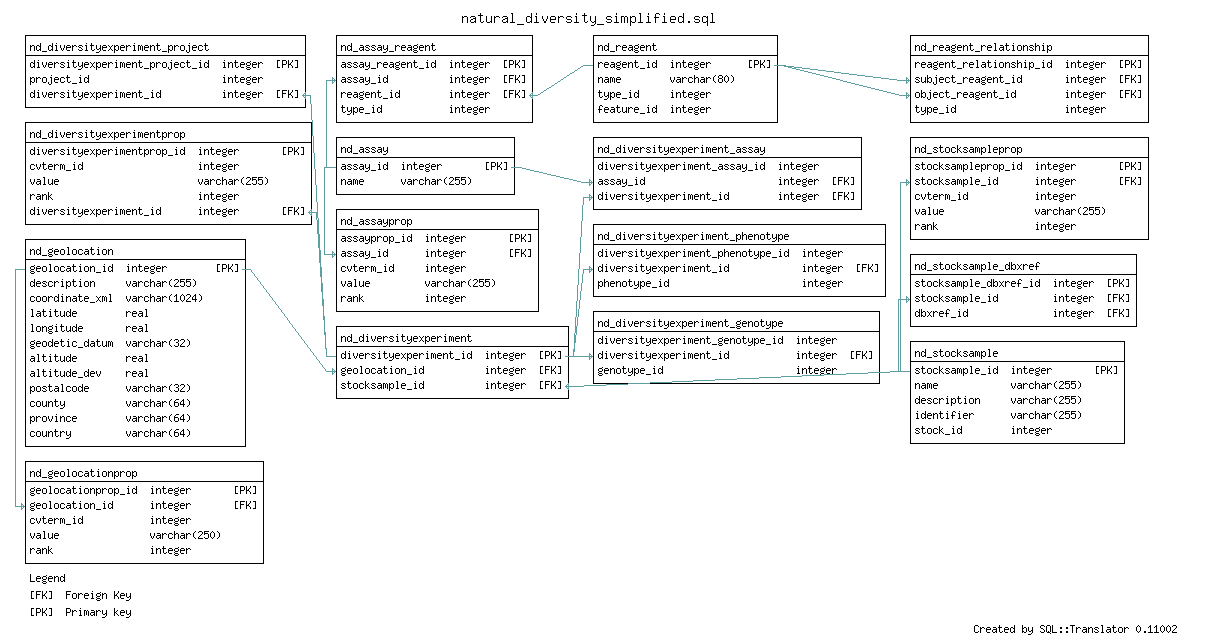 natural_diversity_simplified.sql
nd_diversityexperiment_project
diversityexperiment_project_id integer [PK]
project_id integer
diversityexperiment_id integer [FK]
nd_diversityexperimentprop
diversityexperimentprop_id integer [PK]
cvterm_id integer
value varchar(255)
rank integer
diversityexperiment_id integer [FK]
nd_geolocation
geolocation_id integer [PK]
description varchar(255)
coordinate_xml varchar(1024)
latitude real
longitude real
geodetic_datum varchar(32)
altitude real
altitude_dev real
postalcode varchar(32)
county varchar(64)
province varchar(64)
country varchar(64)
nd_geolocationprop
geolocationprop_id integer [PK]
geolocation_id integer [FK]
cvterm_id integer
value varchar(250)
rank integer
nd_assay_reagent
assay_reagent_id integer [PK]
assay_id integer [FK]
reagent_id integer [FK]
type_id integer
nd_assay
assay_id integer [PK]
name varchar(255)
nd_assayprop
assayprop_id integer [PK]
assay_id integer [FK]
cvterm_id integer
value varchar(255)
rank integer
nd_diversityexperiment
diversityexperiment_id integer [PK]
geolocation_id integer [FK]
stocksample_id integer [FK]
nd_reagent
reagent_id integer [PK]
name varchar(80)
type_id integer
feature_id integer
nd_diversityexperiment_assay
diversityexperiment_assay_id integer
assay_id integer [FK]
diversityexperiment_id integer [FK]
nd_diversityexperiment_phenotype
diversityexperiment_phenotype_id integer
diversityexperiment_id integer [FK]
phenotype_id integer
nd_diversityexperiment_genotype
diversityexperiment_genotype_id integer
diversityexperiment_id integer [FK]
genotype_id integer
nd_reagent_relationship
reagent_relationship_id integer [PK]
subject_reagent_id integer [FK]
object_reagent_id integer [FK]
type_id integer
nd_stocksampleprop
stocksampleprop_id integer [PK]
stocksample_id integer [FK]
cvterm_id integer
value varchar(255)
rank integer
nd_stocksample_dbxref
stocksample_dbxref_id integer [PK]
stocksample_id integer [FK]
dbxref_id integer [FK]
nd_stocksample
stocksample_id integer [PK]
name varchar(255)
description varchar(255)
identifier varchar(255)
stock_id integer
Legend
[FK] Foreign Key
[PK] Primary key
Created by SQL::Translator 0.11002